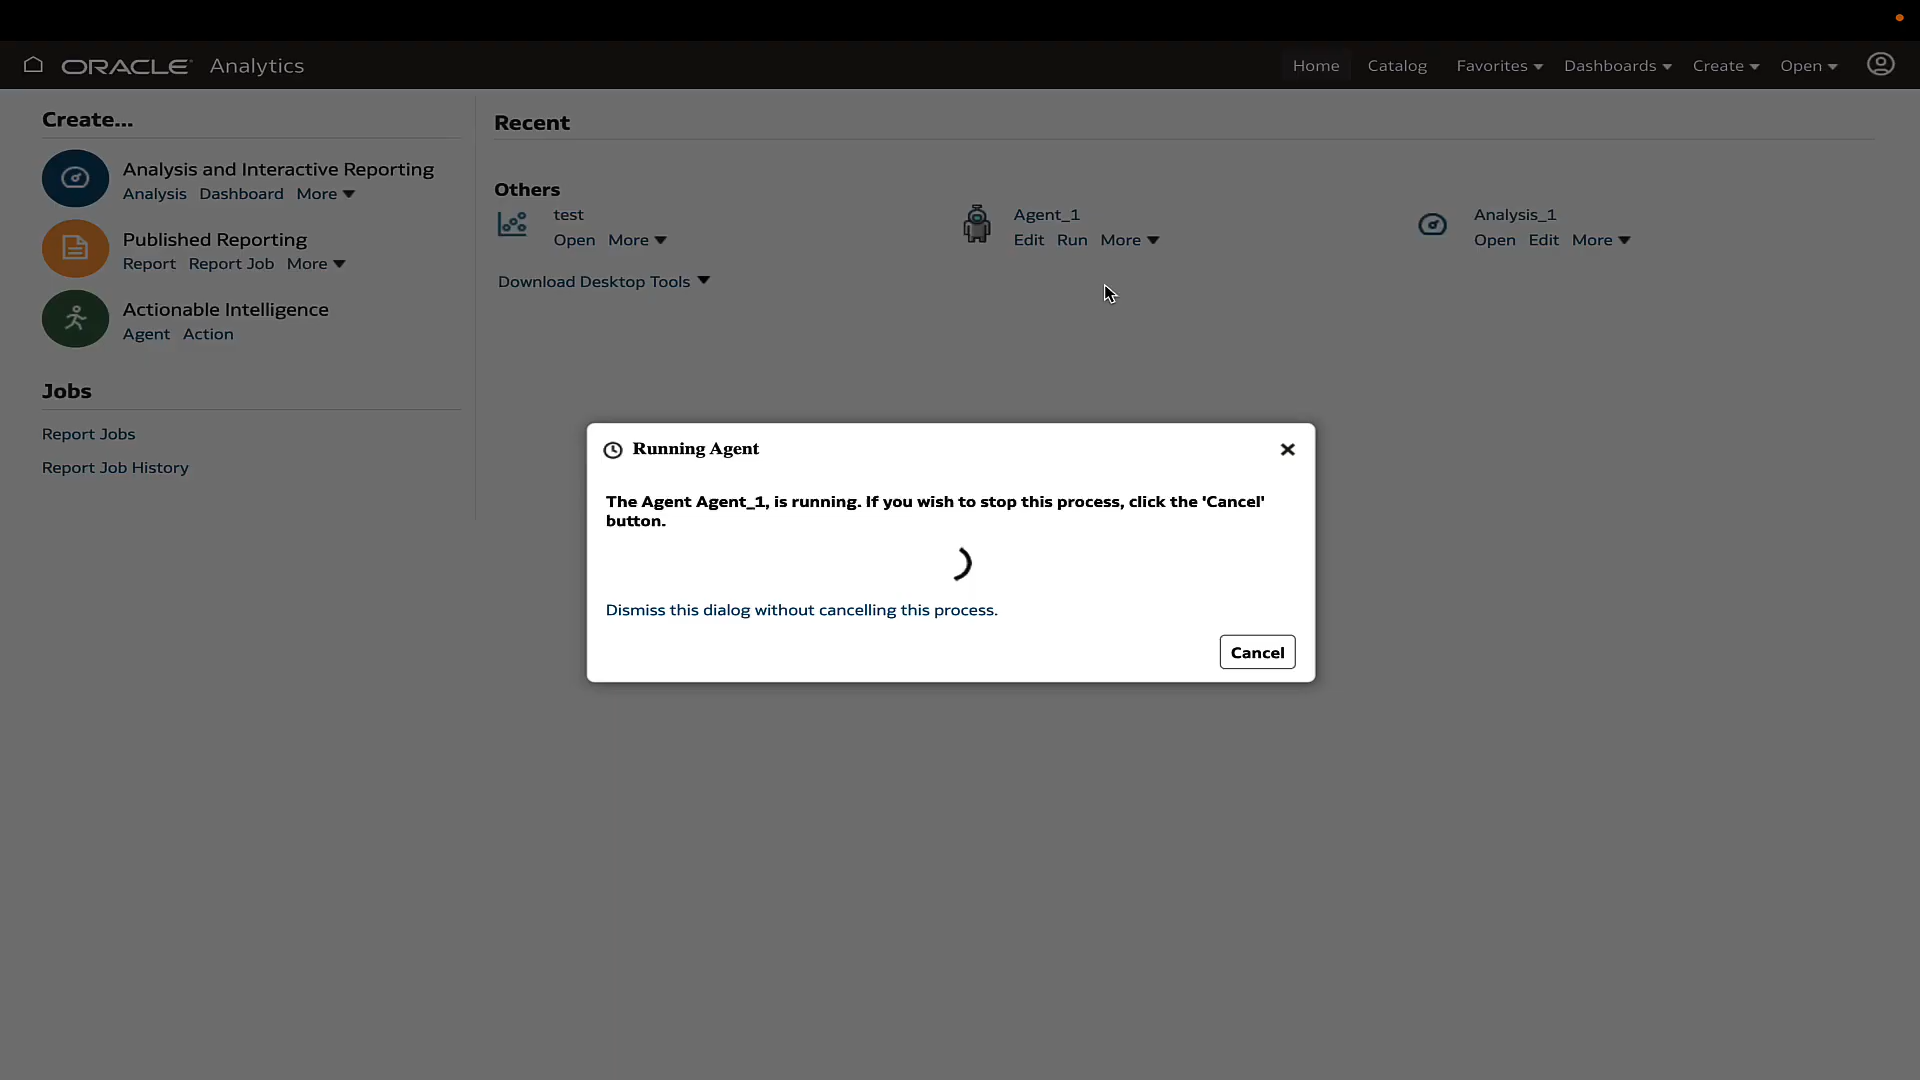 ORACLE Analytics
Home Catalog Favorites Dashboards Create Open
Create...
Analysis and Interactive Reporting
Analysis Dashboard More
Published Reporting
Report Report Job More
Actionable Intelligence
Agent Action
Jobs
Report Jobs
Report Job History
Recent
Others
test
Open More
Agent_1
Edit Run More
Analysis_1
Open Edit More
Download Desktop Tools
Running Agent
The Agent Agent_1, is running. If you wish to stop this process, click the 'Cancel'
button.
Dismiss this dialog without cancelling this process.
Cancel